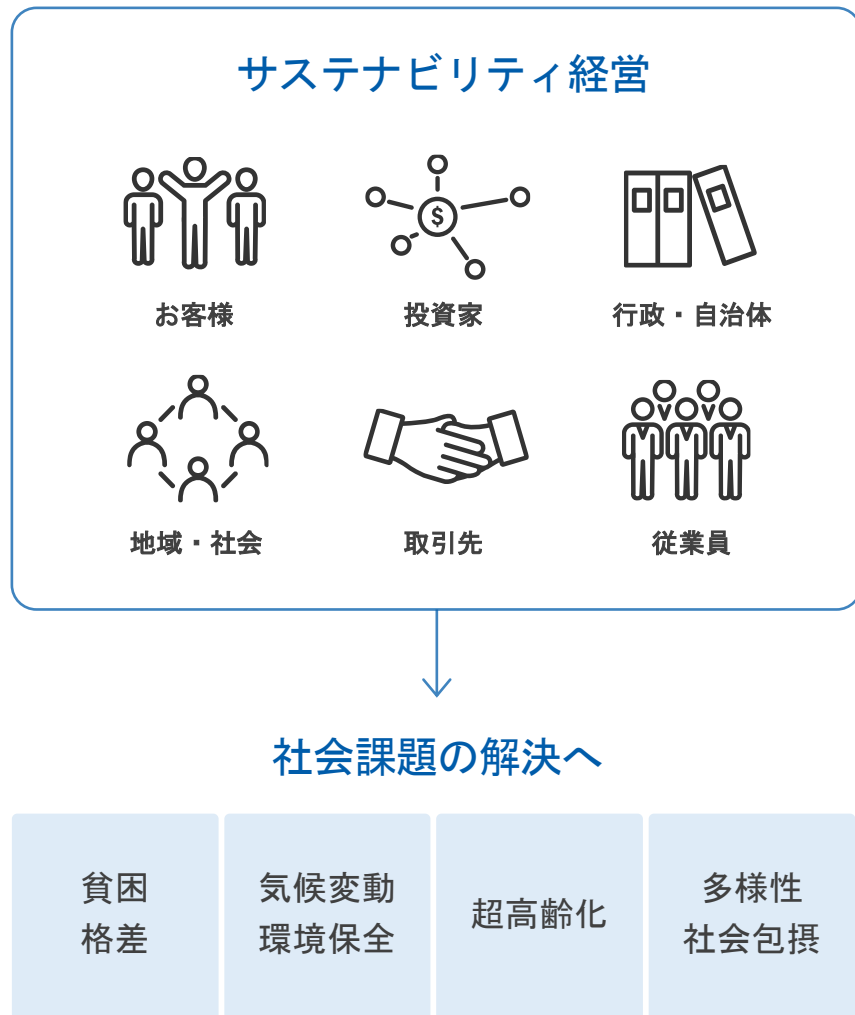 サステナビリティ経営
$
お客様
投資家
行政・自治体
地域・社会
取引先
従業員
社会課題の解決へ
貧困
格差
気候変動
環境保全
超高齢化
多様性
社会包摂